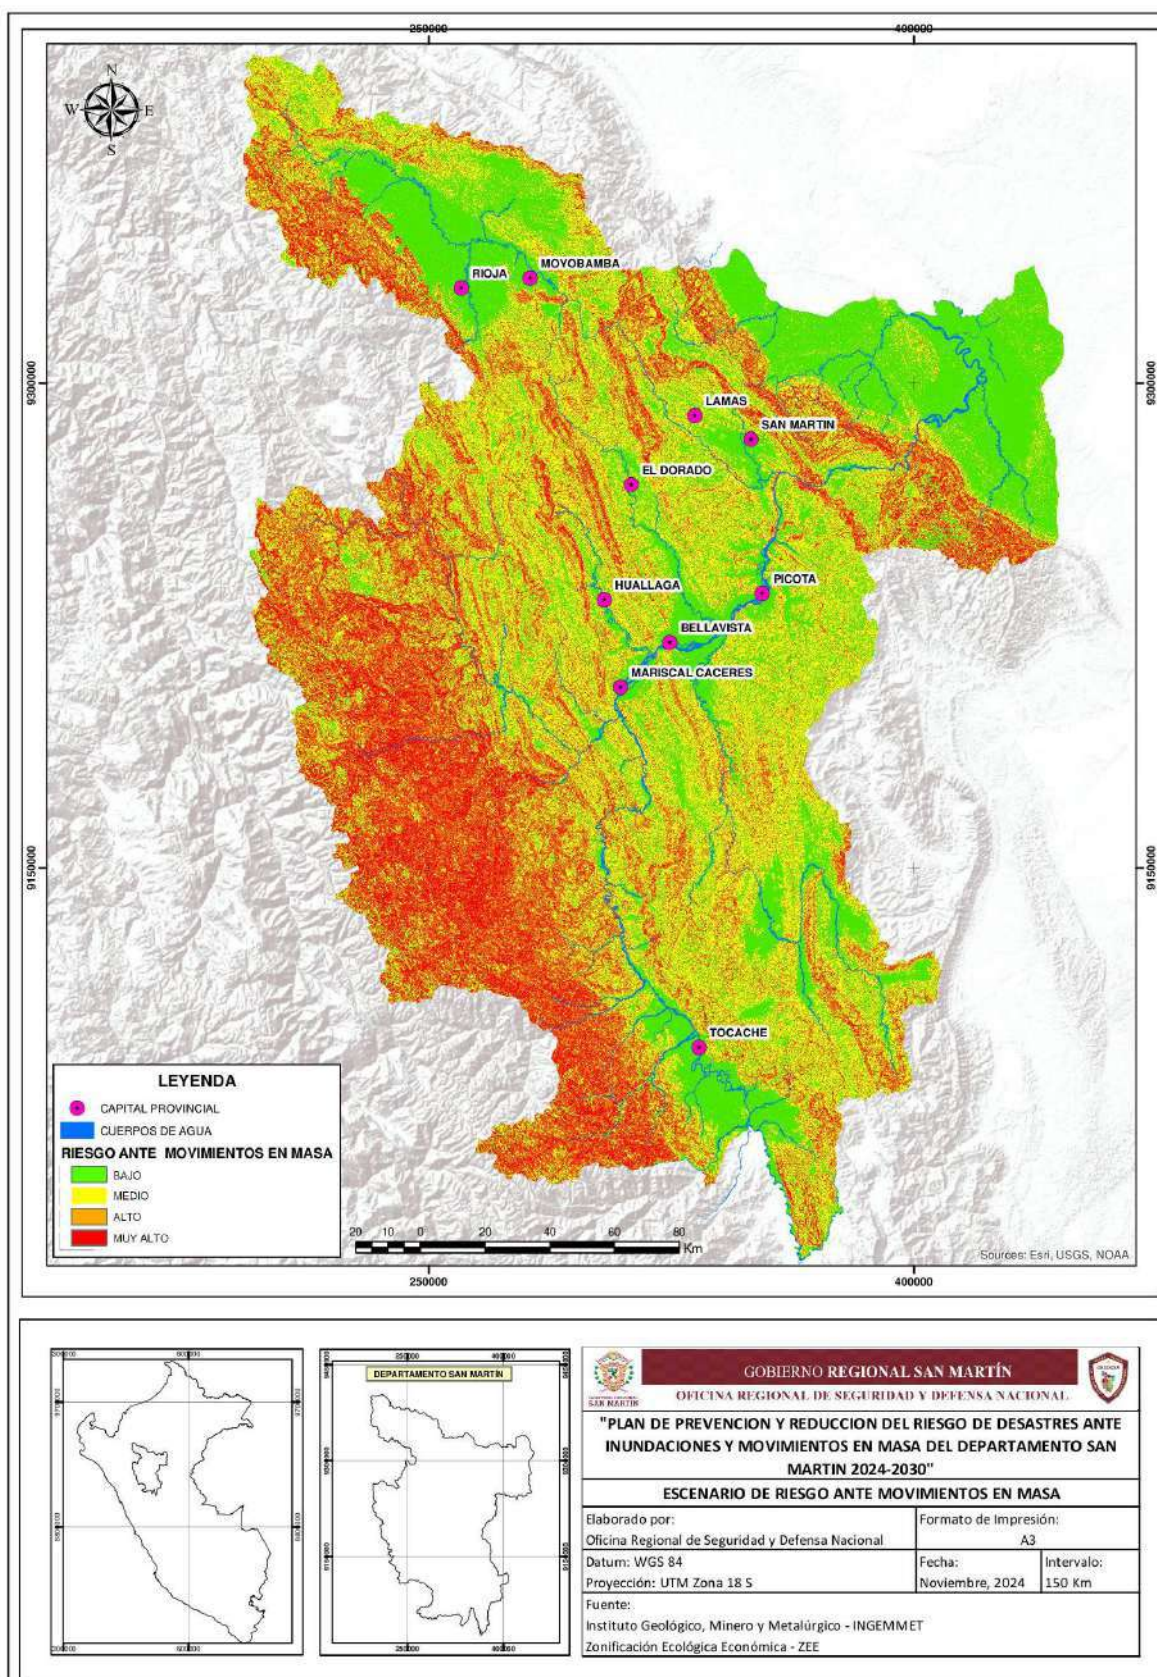 250000
400000
N
W
E
S
MOYOBAMBA
RIOJA
9300000
9300000
LAMAS
SAN MARTIN
EL DORADO
HUALLAGA
PICOTA
BELLAVISTA
MARISCAL CACERES
9150000
9150000
TOCACHE
LEYENDA
CAPITAL PROVINCIAL
CUERPOS DE AGUA
RIESGO ANTE MOVIMIENTOS EN MASA
BAJO
MEDIO
ALTO
MUY ALTO
20 10 0 20 40 60 80
Km
Sources: Esri, USGS, NOAA
250000
400000
DEPARTAMENTO SAN MARTÍN
250000
400000
GOBIERNO REGIONAL SAN MARTÍN
SAN MARTIN
OFICINA REGIONAL DE SEGURIDAD Y DEFENSA NACIONAL
"PLAN DE PREVENCION Y REDUCCION DEL RIESGO DE DESASTRES ANTE
INUNDACIONES Y MOVIMIENTOS EN MASA DEL DEPARTAMENTO SAN
MARTIN 2024-2030"
ESCENARIO DE RIESGO ANTE MOVIMIENTOS EN MASA
Elaborado por:
Oficina Regional de Seguridad y Defensa Nacional
Formato de Impresión:
A3
Datum: WGS 84
Proyección: UTM Zona 18 S
Fecha:
Noviembre, 2024
Intervalo:
150 Km
Fuente:
Instituto Geológico, Minero y Metalúrgico - INGEMMET
Zonificación Ecológica Económica - ZEE